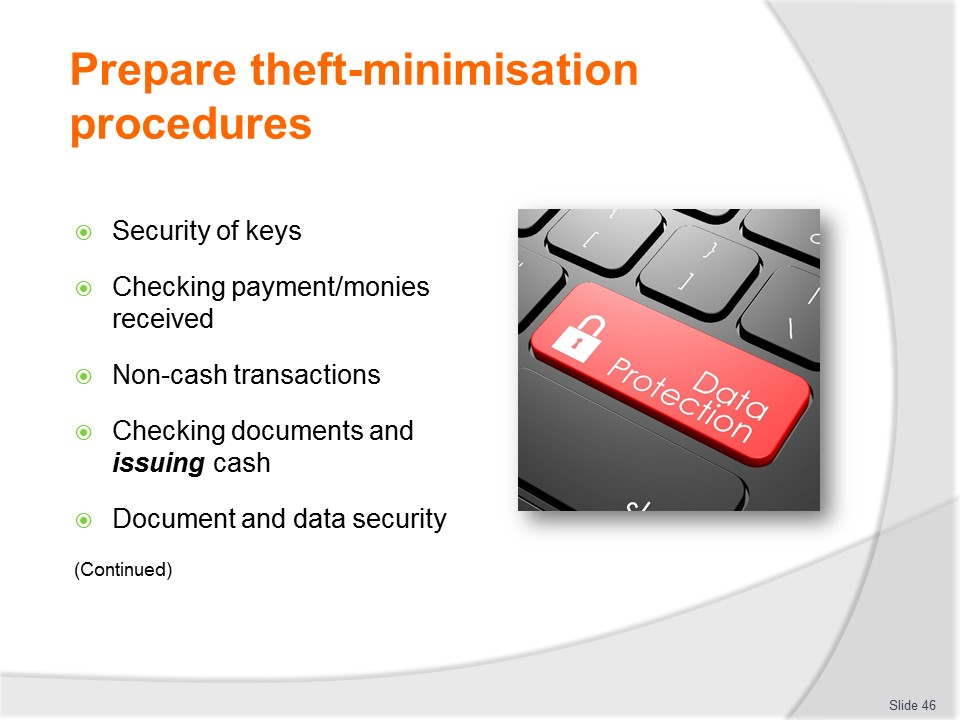 Prepare theft-minimisation
procedures
Security of keys
Checking payment/monies
received
Non-cash transactions
Checking documents and
issuing cash
Document and data security
(Continued)
{
[
}
]
"
|
\
Data
Protection
Slide 46